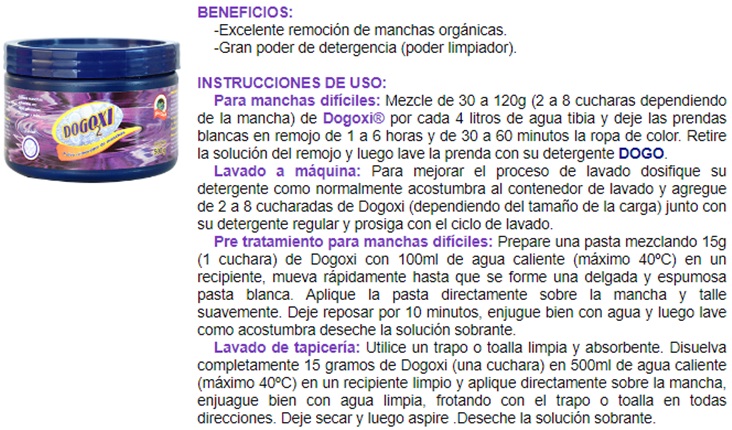 DOGOXI
2
BENEFICIOS:
-Excelente remoción de manchas orgánicas.
-Gran poder de detergencia (poder limpiador).
INSTRUCCIONES DE USO:
Para manchas difíciles: Mezcle de 30 a 120g (2 a 8 cucharas dependiendo
de la mancha) de Dogoxi® por cada 4 litros de agua tibia y deje las prendas
blancas en remojo de 1 a 6 horas y de 30 a 60 minutos la ropa de color. Retire
la solución del remojo y luego lave la prenda con su detergente DOGO.
Lavado a máquina: Para mejorar el proceso de lavado dosifique su
detergente como normalmente acostumbra al contenedor de lavado y agregue
de 2 a 8 cucharadas de Dogoxi (dependiendo del tamaño de la carga) junto con
su detergente regular y prosiga con el ciclo de lavado.
Pre tratamiento para manchas difíciles: Prepare una pasta mezclando 15g
(1 cuchara) de Dogoxi con 100ml de agua caliente (máximo 40ºC) en un
recipiente, mueva rápidamente hasta que se forme una delgada y espumosa
pasta blanca. Aplique la pasta directamente sobre la mancha y talle
suavemente. Deje reposar por 10 minutos, enjugue bien con agua y luego lave
como acostumbra deseche la solución sobrante.
Lavado de tapicería: Utilice un trapo o toalla limpia y absorbente. Disuelva
completamente 15 gramos de Dogoxi (una cuchara) en 500ml de agua caliente
(máximo 40ºC) en un recipiente limpio y aplique directamente sobre la mancha,
enjuague bien con agua limpia, frotando con el trapo o toalla en todas
direcciones. Deje secar y luego aspire .Deseche la solución sobrante.